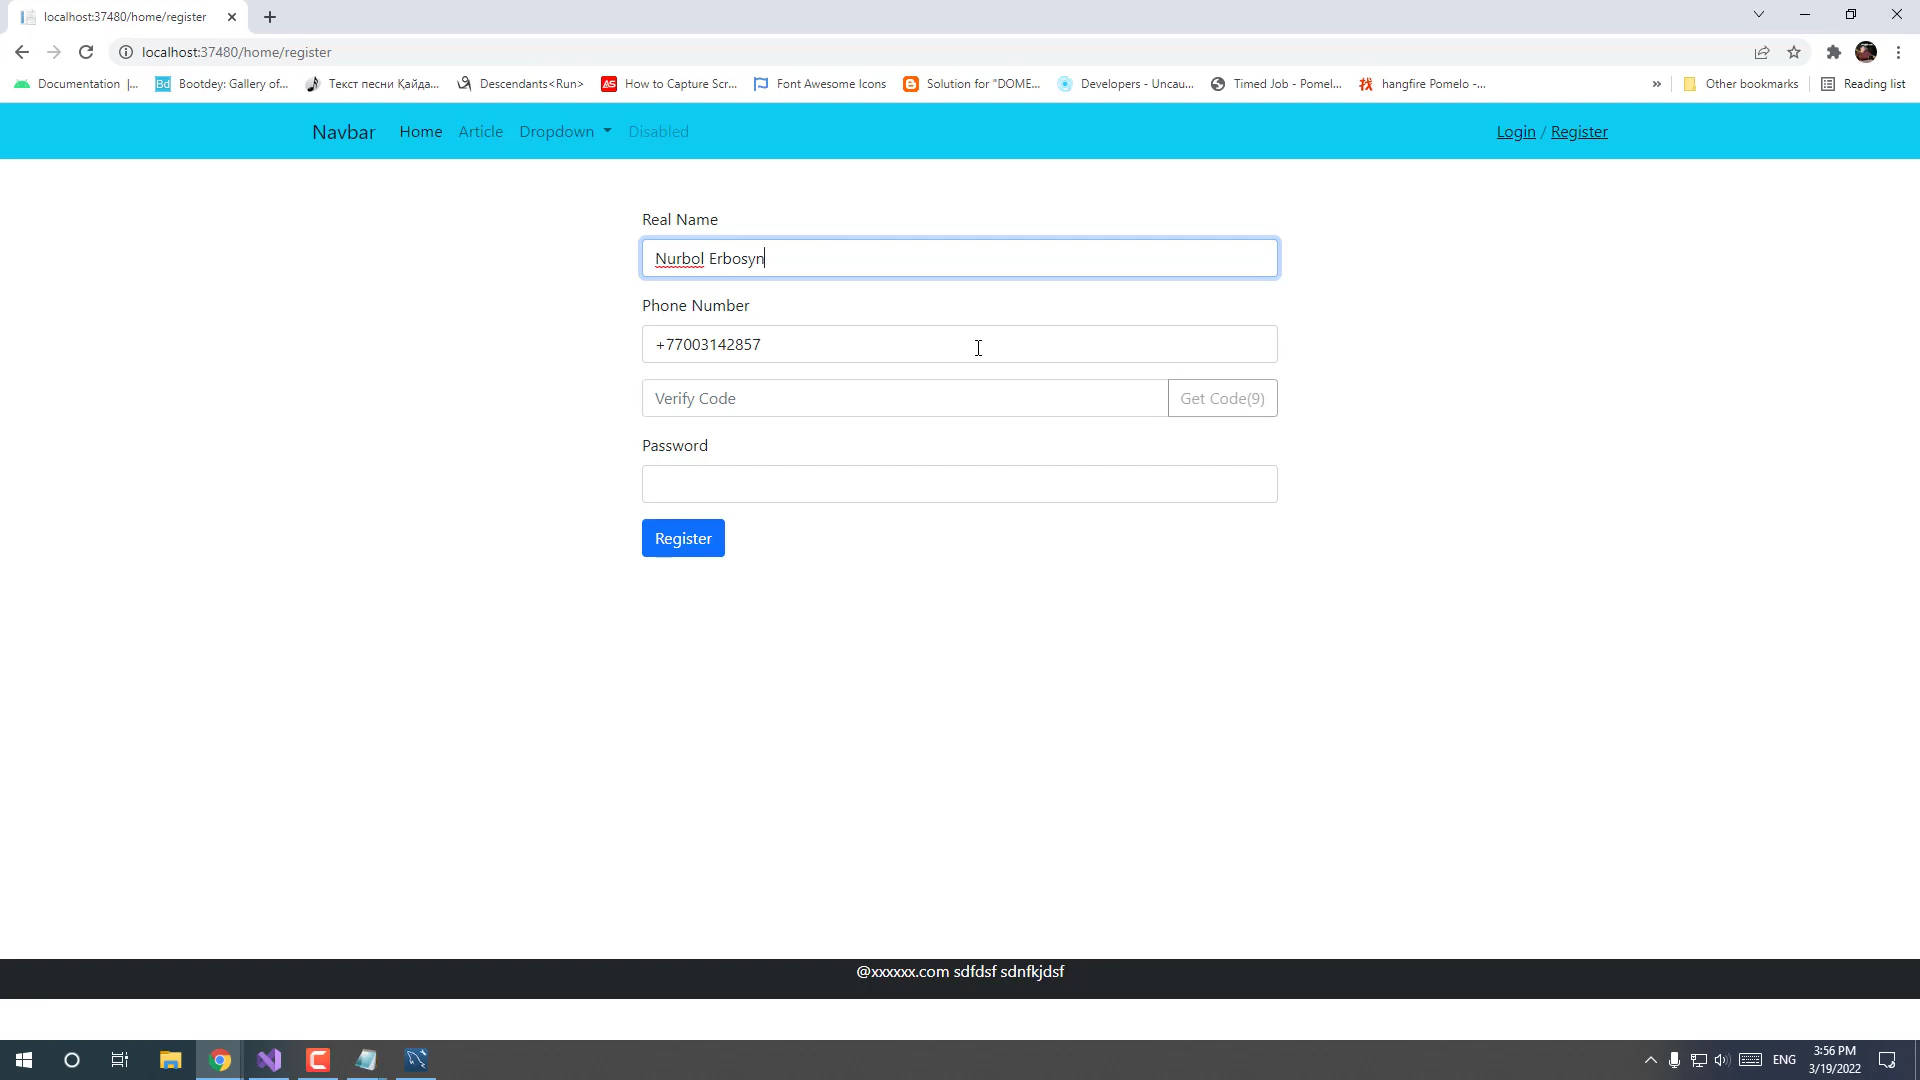 localhost:37480/home/register
localhost:37480/home/register
Documentation |...
Bd
Bootdey: Gallery of...
Текст песни Қайда...
Descendants<Run>
AS
How to Capture Scr...
Font Awesome Icons
Solution for "DOME...
Developers - Uncau...
Timed Job - Pomel...
hangfire Pomelo -...
»
Other bookmarks
Reading list
Navbar
Home
Article
Dropdown
Disabled
Login / Register
Real Name
Nurbol Erbosyn
Phone Number
+77003142857
Verify Code
Get Code(9)
Password
Register
@xxxxxx.com sdfdsf sdnfkjdsf
ENG
3:56 PM
3/19/2022